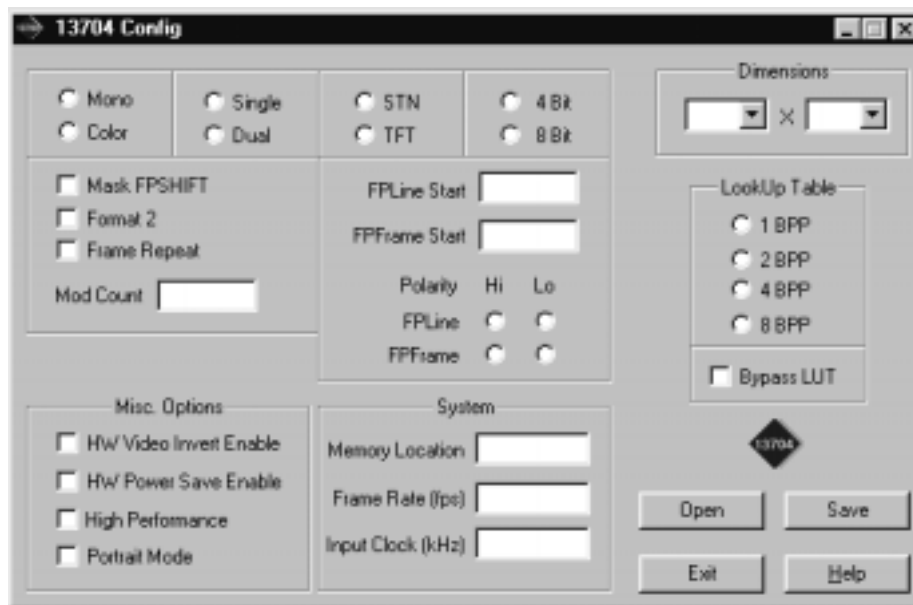 13704 Config
Mono
Color
Single
Dual
STN
TFT
4 Bit
8 Bit
Dimensions
X
Mask FPSHIFT
Format 2
Frame Repeat
Mod Count
FPLine Start
FPFrame Start
Polarity Hi Lo
FPLine
FPFrame
LookUp Table
1 BPP
2 BPP
4 BPP
8 BPP
Bypass LUT
Misc. Options
HW Video Invert Enable
HW Power Save Enable
High Performance
Portrait Mode
System
Memory Location
Frame Rate (fps)
Input Clock (kHz)
13704
Open Save
Exit Help